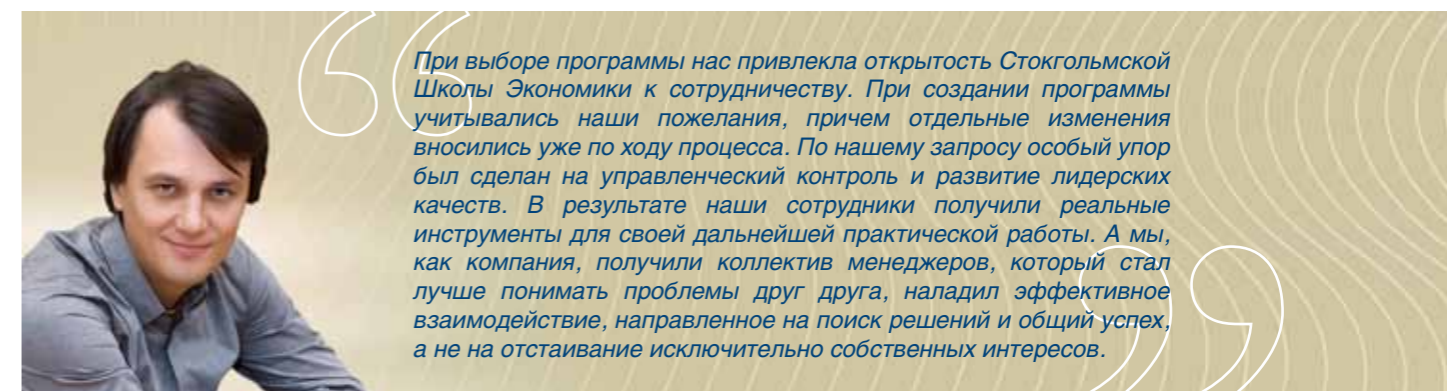 При выборе программы нас привлекла открытость Стокгольмской
Школы Экономики к сотрудничеству. При создании программы
учитывались наши пожелания, причем отдельные изменения
вносились уже по ходу процесса. По нашему запросу особый упор
был сделан на управленческий контроль и развитие лидерских
качеств. В результате наши сотрудники получили реальные
инструменты для своей дальнейшей практической работы. А мы,
как компания, получили коллектив менеджеров, который стал
лучше понимать проблемы друг друга, наладил эффективное
взаимодействие, направленное на поиск решений и общий успех,
а не на отстаивание исключительно собственных интересов.